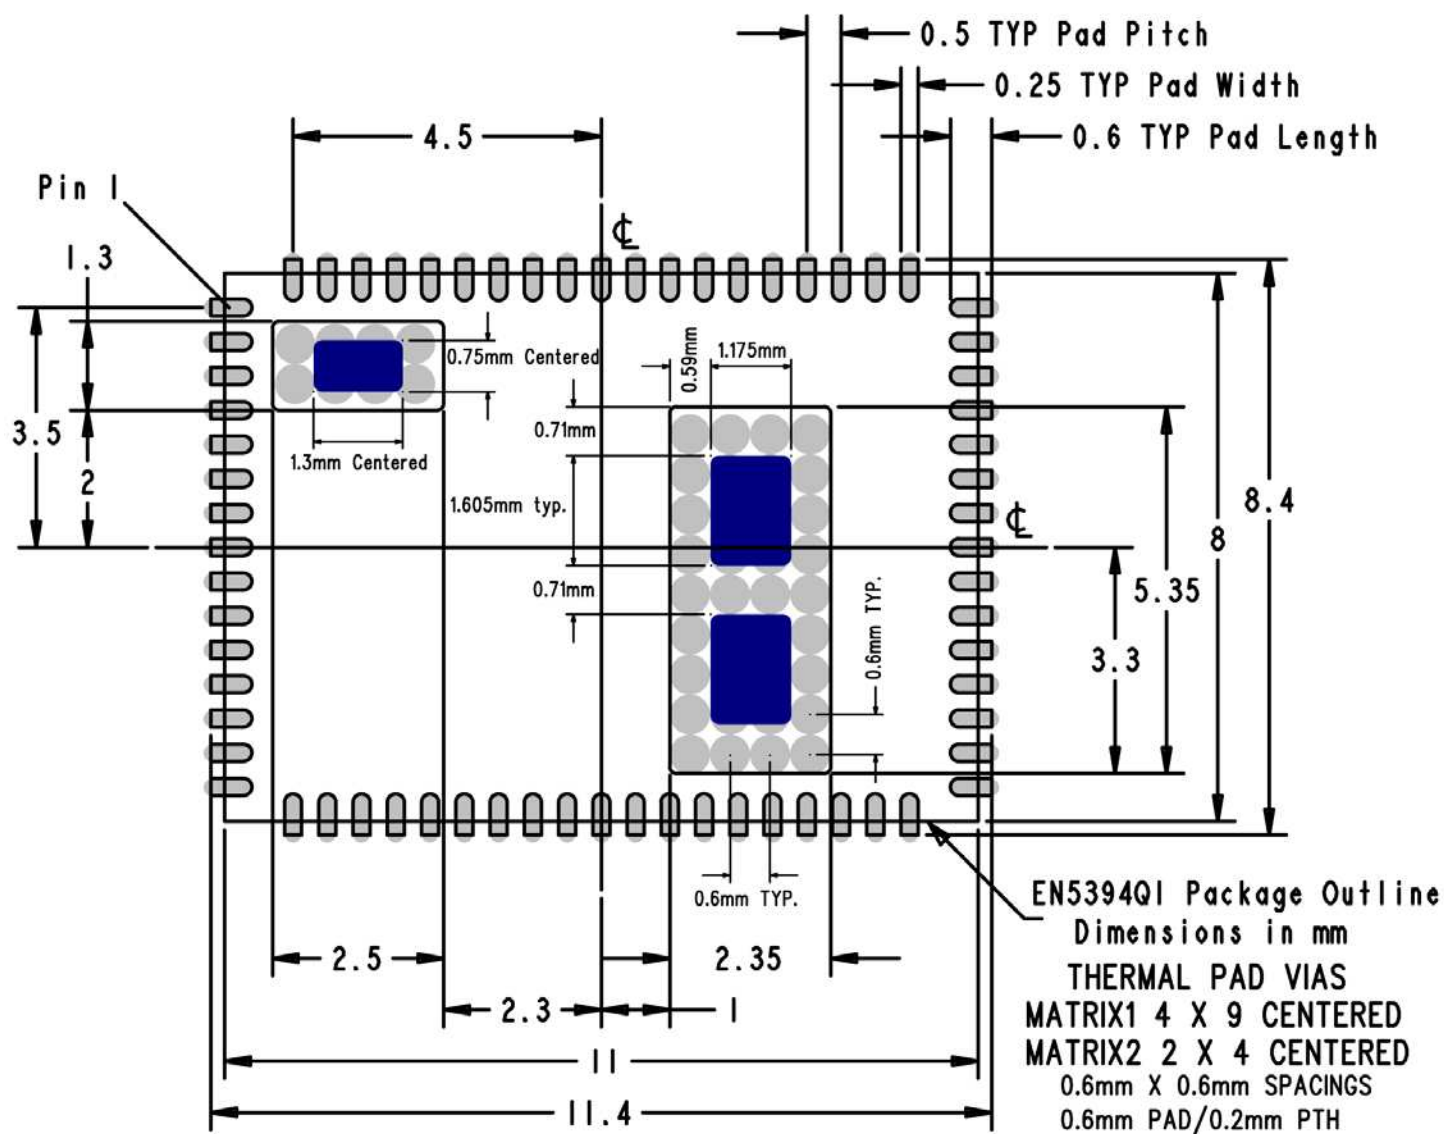 0.5 TYP Pad Pitch
0.25 TYP Pad Width
4.5
0.6 TYP Pad Length
Pin 1
℄
1.3
0.75mm Centered
0.59mm
1.175mm
3.5
0.71mm
1.3mm Centered
2
1.605mm typ.
8.4
℄
8
0.71mm
5.35
0.6mm TYP.
3.3
0.6mm TYP.
EN5394QI Package Outline
Dimensions in mm
2.5
2.35
THERMAL PAD VIAS
2.3
1
MATRIX1 4 X 9 CENTERED
MATRIX2 2 X 4 CENTERED
11
0.6mm X 0.6mm SPACINGS
11.4
0.6mm PAD/0.2mm PTH